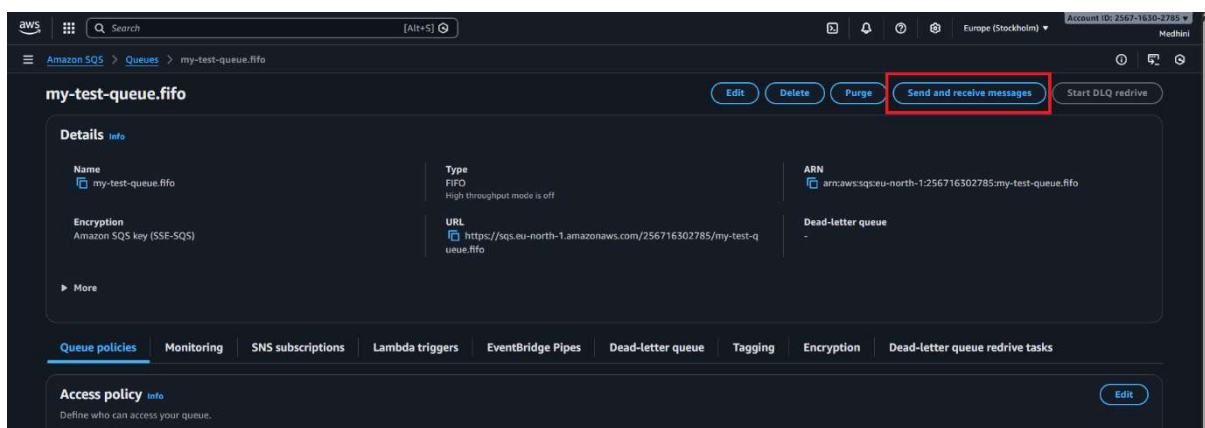 aws
Search [Alt+S]
Europe (Stockholm) ▼
Account ID: 2567-1630-2785 ▼
Medhini
Amazon SQS > Queues > my-test-queue.fifo
my-test-queue.fifo
Edit Delete Purge Send and receive messages Start DLQ redrive
Details Info
Name Type ARN
my-test-queue.fifo FIFO arn:aws:sqs:eu-north-1:256716302785:my-test-queue.fifo
High throughput mode is off
Encryption URL Dead-letter queue
Amazon SQS key (SSE-SQS) https://sqs.eu-north-1.amazonaws.com/256716302785/my-test-q -
ueue.fifo
▶ More
Queue policies Monitoring SNS subscriptions Lambda triggers EventBridge Pipes Dead-letter queue Tagging Encryption Dead-letter queue redrive tasks
Access policy Info Edit
Define who can access your queue.